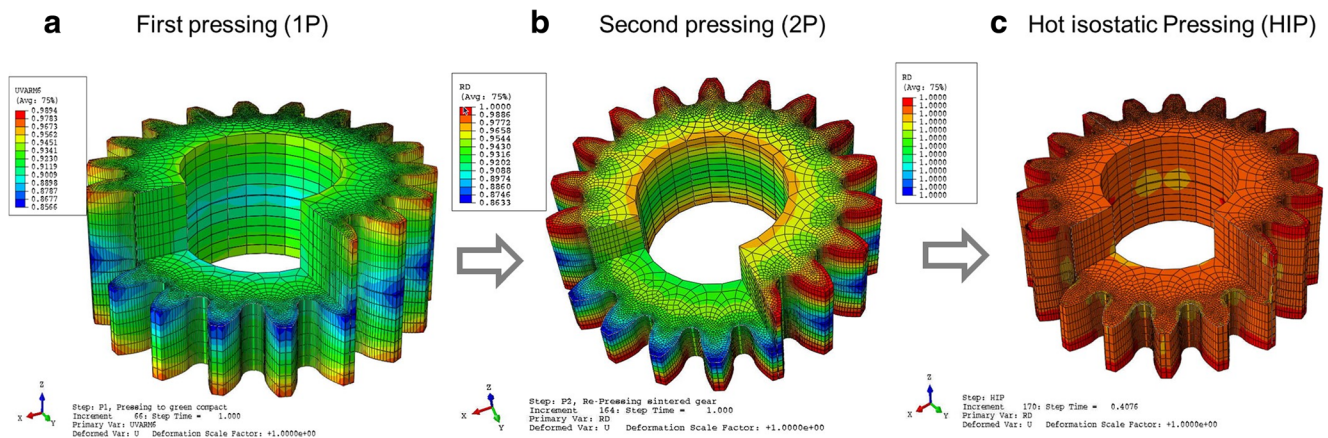 a First pressing (1P)
b Second pressing (2P)
c Hot isostatic Pressing (HIP)
UVARM6
(Avg: 75%)
0.9894
0.9783
0.9673
0.9562
0.9451
0.9341
0.9230
0.9119
0.9009
0.8898
0.8787
0.8677
0.8566
Z
X
Y
Step: P1, Pressing to green compact
Increment 66: Step Time = 1.000
Primary Var: UVARM6
Deformed Var: U Deformation Scale Factor: +1.0000e+00
RD
(Avg: 75%)
1.0000
0.9886
0.9772
0.9658
0.9544
0.9430
0.9316
0.9202
0.9088
0.8974
0.8860
0.8746
0.8633
Z
X
Y
Step: P2, Re-Pressing sintered gear
Increment 164: Step Time = 1.000
Primary Var: RD
Deformed Var: U Deformation Scale Factor: +1.0000e+00
RD
(Avg: 75%)
1.0000
1.0000
1.0000
1.0000
1.0000
1.0000
1.0000
1.0000
1.0000
1.0000
1.0000
1.0000
1.0000
Z
X
Y
Step: HIP
Increment 170: Step Time = 0.4076
Primary Var: RD
Deformed Var: U Deformation Scale Factor: +1.0000e+00